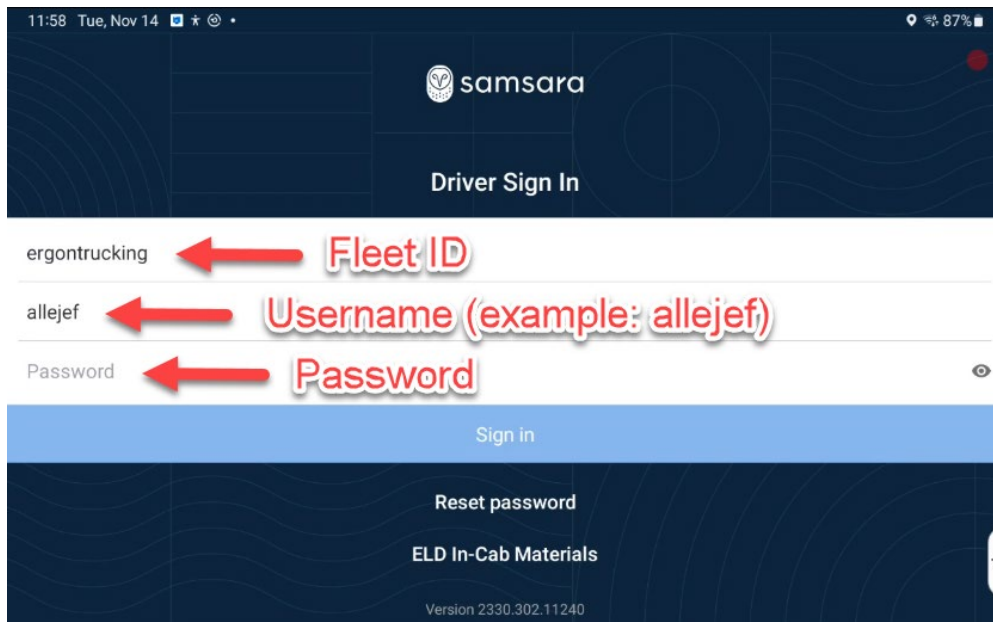 11:58 Tue, Nov 14 87%
samsara
Driver Sign In
ergontrucking Fleet ID
allejef Username (example: allejef)
Password Password
Sign in
Reset password
ELD In-Cab Materials
Version 2330.302.11240